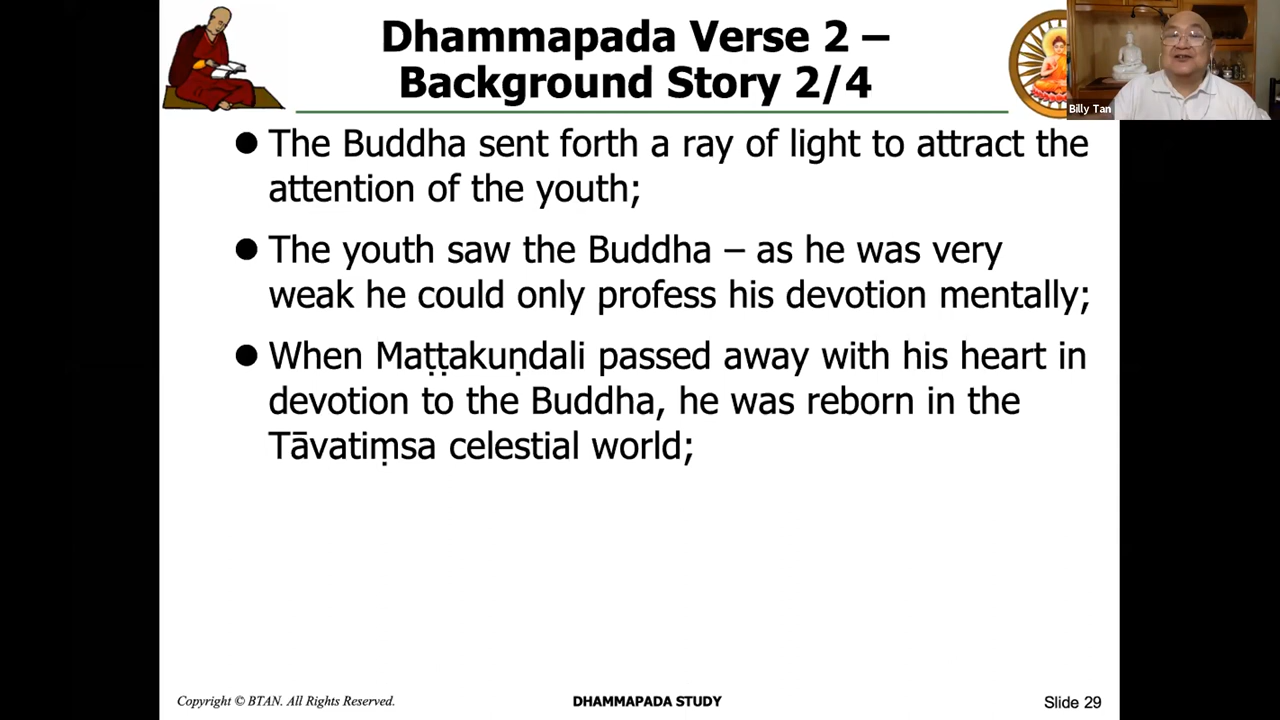 Dhammapada Verse 2 –
Background Story 2/4
Billy Tan
● The Buddha sent forth a ray of light to attract the
attention of the youth;
● The youth saw the Buddha – as he was very
weak he could only profess his devotion mentally;
● When Maṭṭakuṇdali passed away with his heart in
devotion to the Buddha, he was reborn in the
Tāvatiṃsa celestial world;
Copyright © BTAN. All Rights Reserved.
DHAMMAPADA STUDY
Slide 29